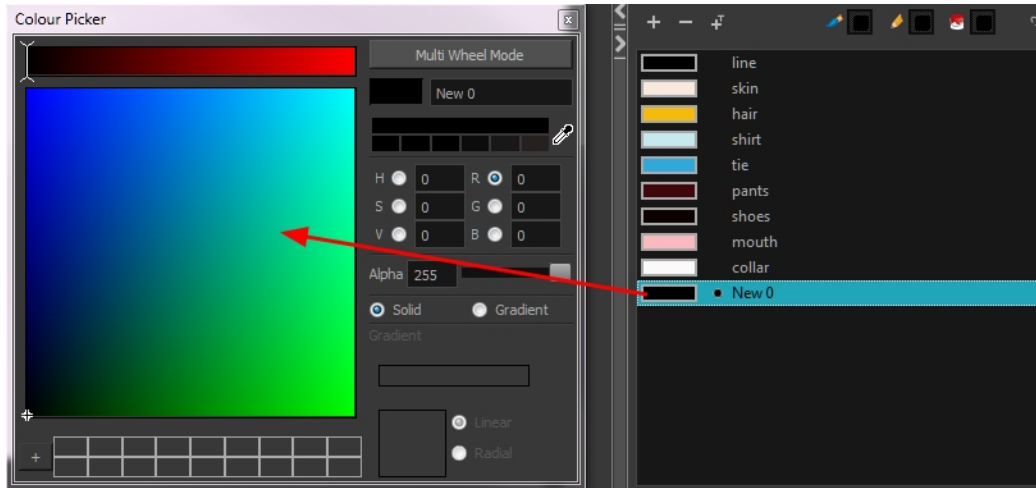 Colour Picker
x
Multi Wheel Mode
New 0
H 0 R 0
S 0 G 0
V 0 B 0
Alpha 255
Solid Gradient
Gradient
Linear
Radial
+
+ − +T
line
skin
hair
shirt
tie
pants
shoes
mouth
collar
New 0